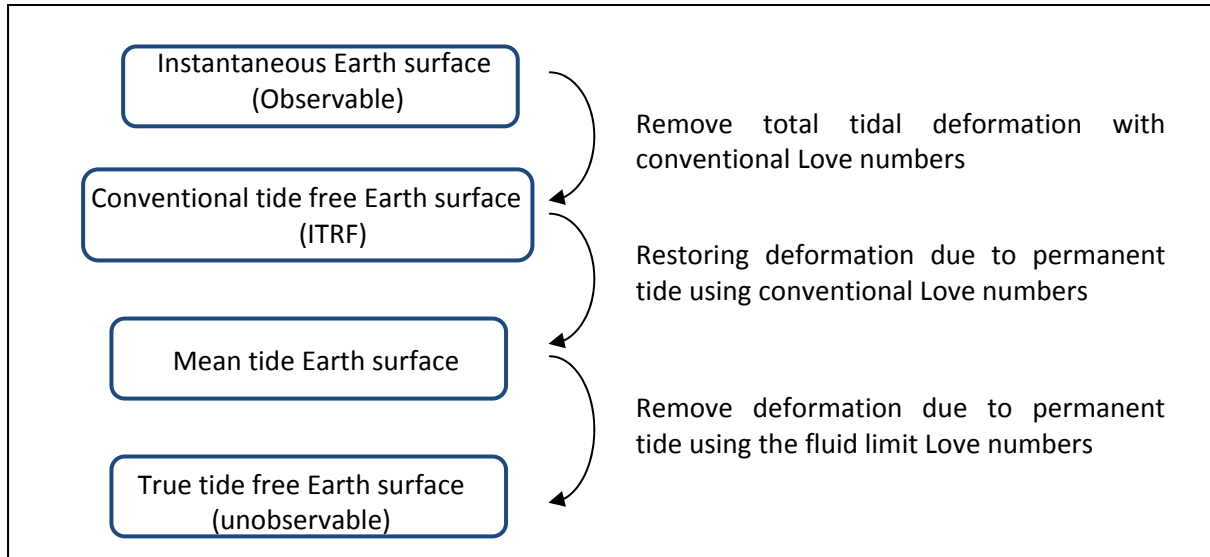 Instantaneous Earth surface
(Observable)
Remove total tidal deformation with
conventional Love numbers
Conventional tide free Earth surface
(ITRF)
Restoring deformation due to permanent
tide using conventional Love numbers
Mean tide Earth surface
Remove deformation due to permanent
tide using the fluid limit Love numbers
True tide free Earth surface
(unobservable)